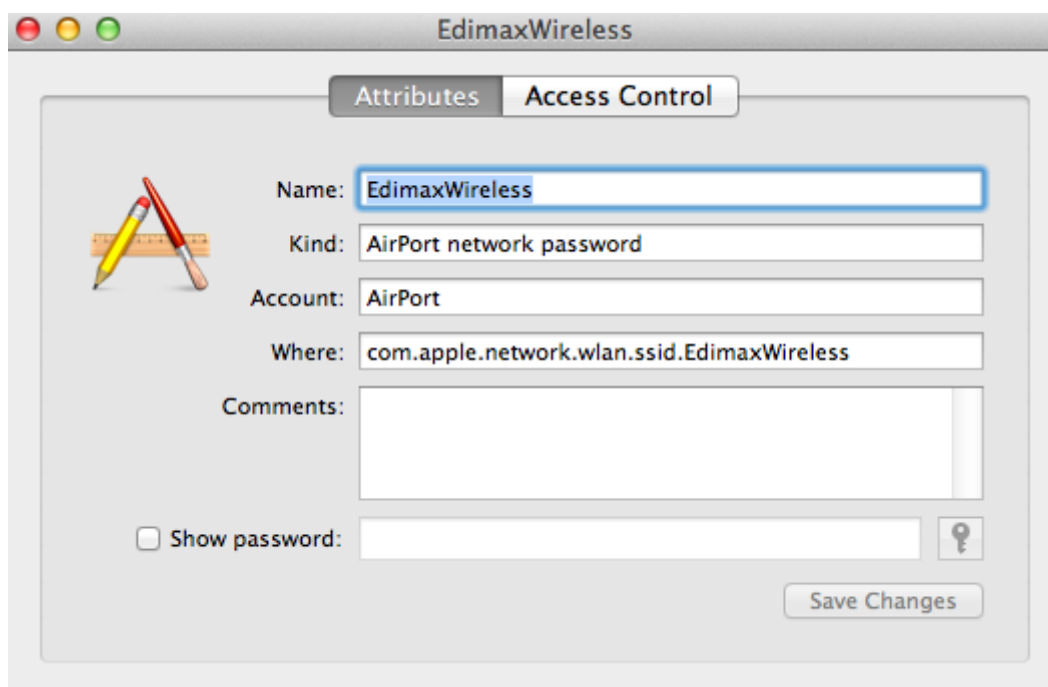 EdimaxWireless
Attributes Access Control
Name: EdimaxWireless
Kind: AirPort network password
Account: AirPort
Where: com.apple.network.wlan.ssid.EdimaxWireless
Comments:
Show password:
Save Changes